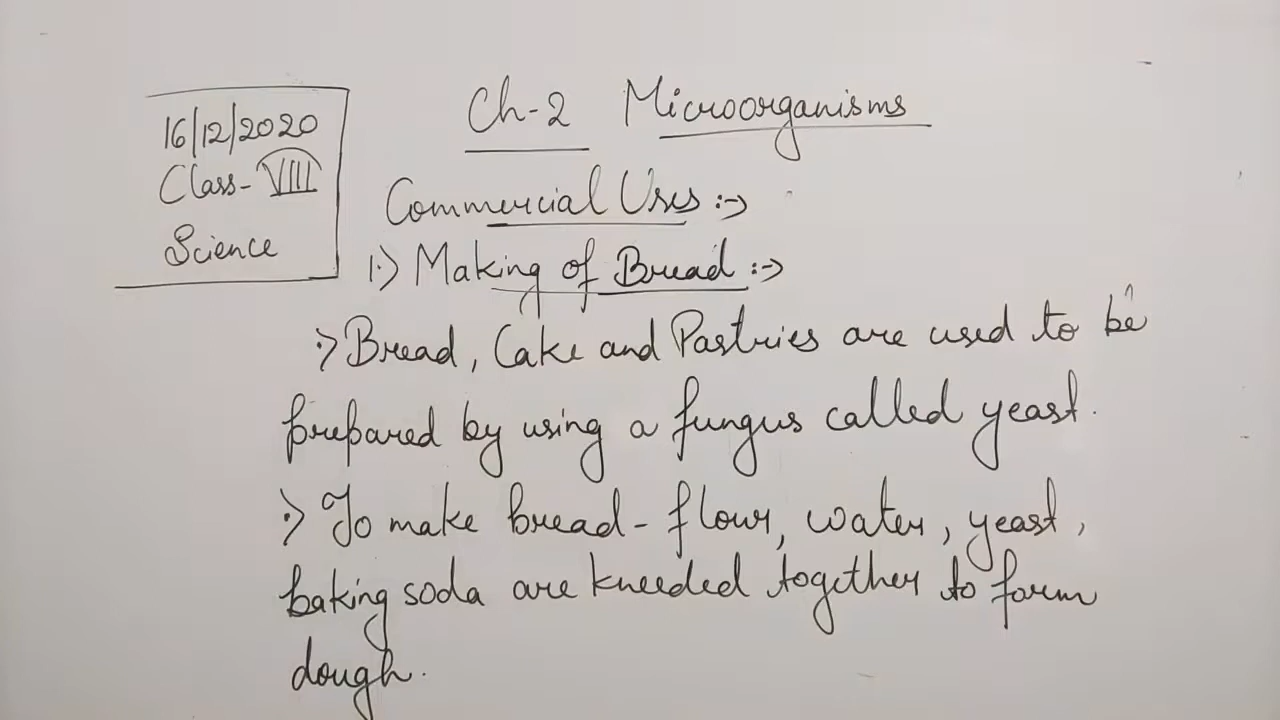 16/12/2020
Class- VIII
Science
Ch-2 Microorganisms
Commercial Uses :->
1.) Making of Bread :->
:> Bread, Cake and Pastries are used to be
prepared by using a fungus called yeast.
:> To make bread - flour, water, yeast,
baking soda are kneeded together to form
dough.